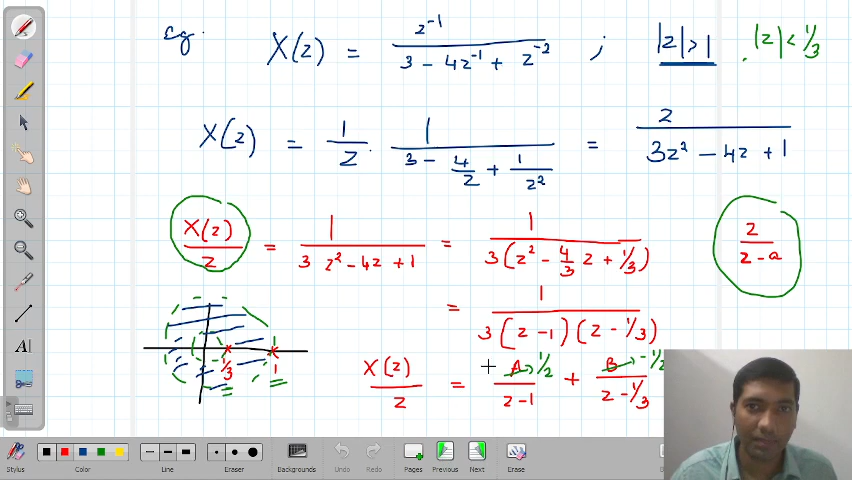 eg. X(z) = z⁻¹ / (3 - 4z⁻¹ + z⁻²) ; |z|>1 |z|<1/3
X(z) = 1/z · 1 / (3 - 4/z + 1/z²) = z / (3z² - 4z + 1)
X(z)/z = 1 / (3z² - 4z + 1) = 1 / (3(z² - 4/3 z + 1/3)) z / (z - a)
= 1 / (3(z - 1)(z - 1/3))
1/3 1
X(z)/z = A → 1/2 / (z - 1) + B → -1/2 / (z - 1/3)
A
Stylus Color Line Eraser Backgrounds Undo Redo Pages Previous Next Erase